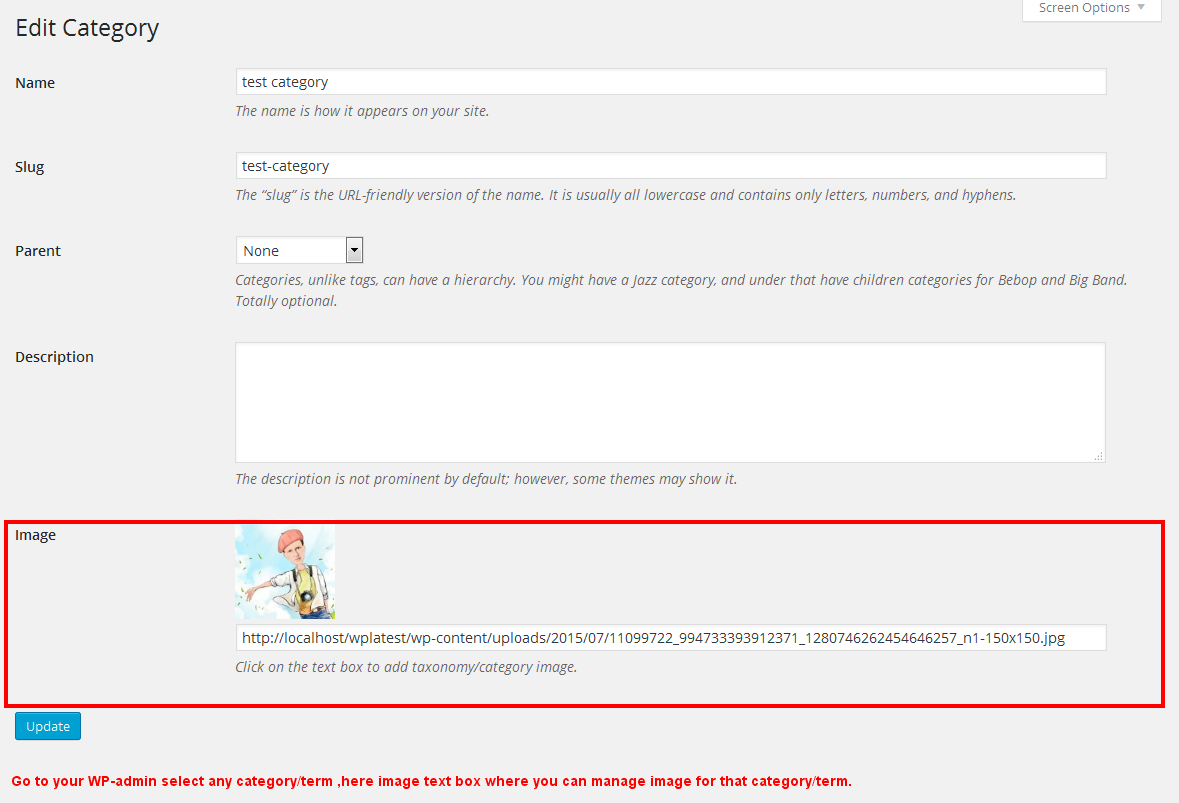 Screen Options
Edit Category
Name
test category
The name is how it appears on your site.
Slug
test-category
The “slug” is the URL-friendly version of the name. It is usually all lowercase and contains only letters, numbers, and hyphens.
Parent
None
Categories, unlike tags, can have a hierarchy. You might have a Jazz category, and under that have children categories for Bebop and Big Band.
Totally optional.
Description
The description is not prominent by default; however, some themes may show it.
Image
http://localhost/wplatest/wp-content/uploads/2015/07/11099722_994733393912371_1280746262454646257_n1-150x150.jpg
Click on the text box to add taxonomy/category image.
Update
Go to your WP-admin select any category/term ,here image text box where you can manage image for that category/term.